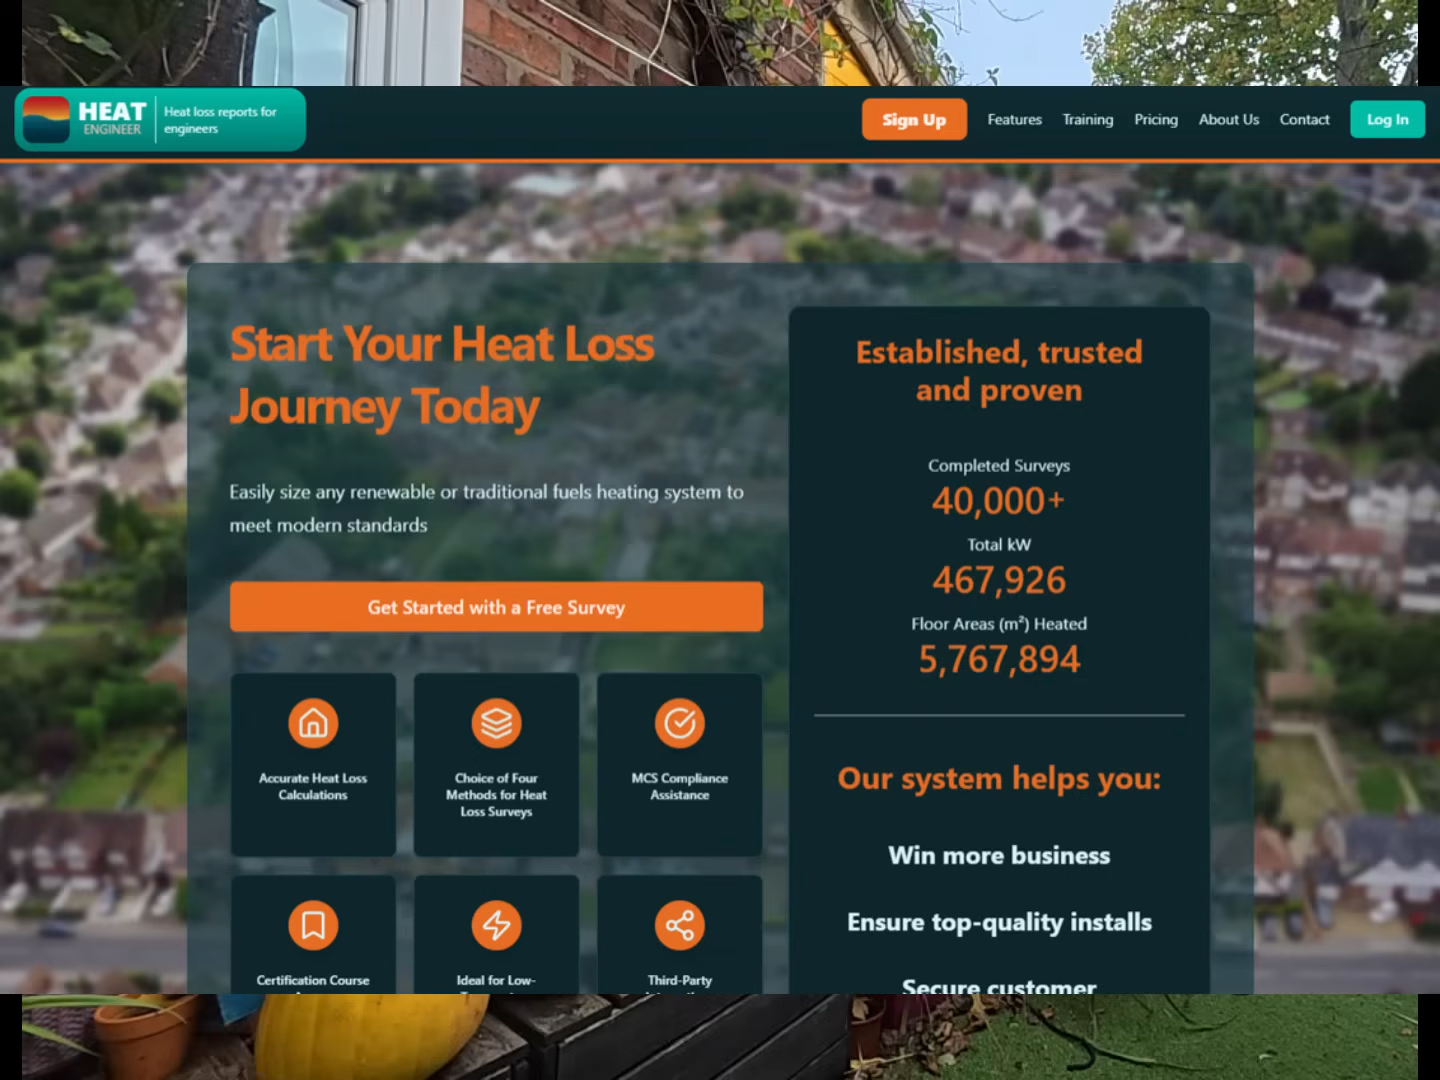 HEAT
ENGINEER
Heat loss reports for
engineers
Sign Up
Features
Training
Pricing
About Us
Contact
Log In
Start Your Heat Loss
Journey Today
Easily size any renewable or traditional fuels heating system to
meet modern standards
Get Started with a Free Survey
Accurate Heat Loss
Calculations
Choice of Four
Methods for Heat
Loss Surveys
MCS Compliance
Assistance
Certification Course
Ideal for Low-
Third-Party
Established, trusted
and proven
Completed Surveys
40,000+
Total kW
467,926
Floor Areas (m²) Heated
5,767,894
Our system helps you:
Win more business
Ensure top-quality installs
Secure customer